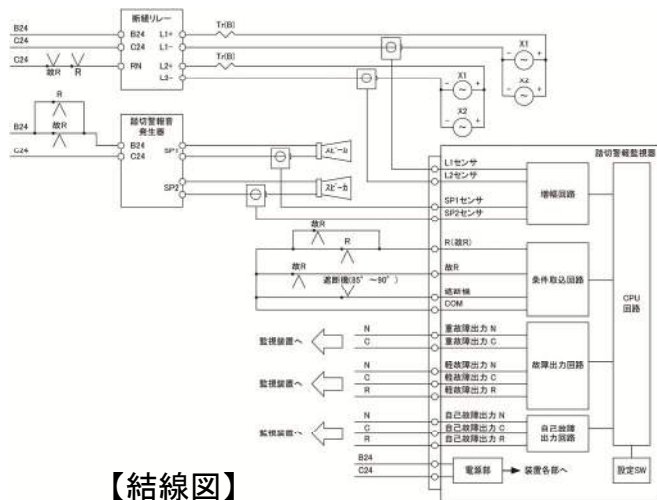 断続リレー
B24
C24
C24
故R
R
B24
C24
RN
L1+
L1-
L2+
L2-
Tr(B)
Tr(B)
X1
X2
X1
X2
R
故R
B24
C24
踏切警報音
発生器
B24
C24
SP1
SP2
スピーカ
スピーカ
踏切警報監視器
L1センサ
L2センサ
SP1センサ
SP2センサ
増幅回路
故R
R
故R
遮断機(85°~90°)
R(故R)
故R
遮断機
COM
条件取込回路
CPU
回路
監視装置へ
N
C
重故障出力 N
重故障出力 C
監視装置へ
N
C
R
軽故障出力 N
軽故障出力 C
軽故障出力 R
故障出力回路
監視装置へ
N
C
R
自己故障出力 N
自己故障出力 C
自己故障出力 R
自己故障
出力回路
B24
C24
電源部
装置各部へ
設定SW
【結線図】